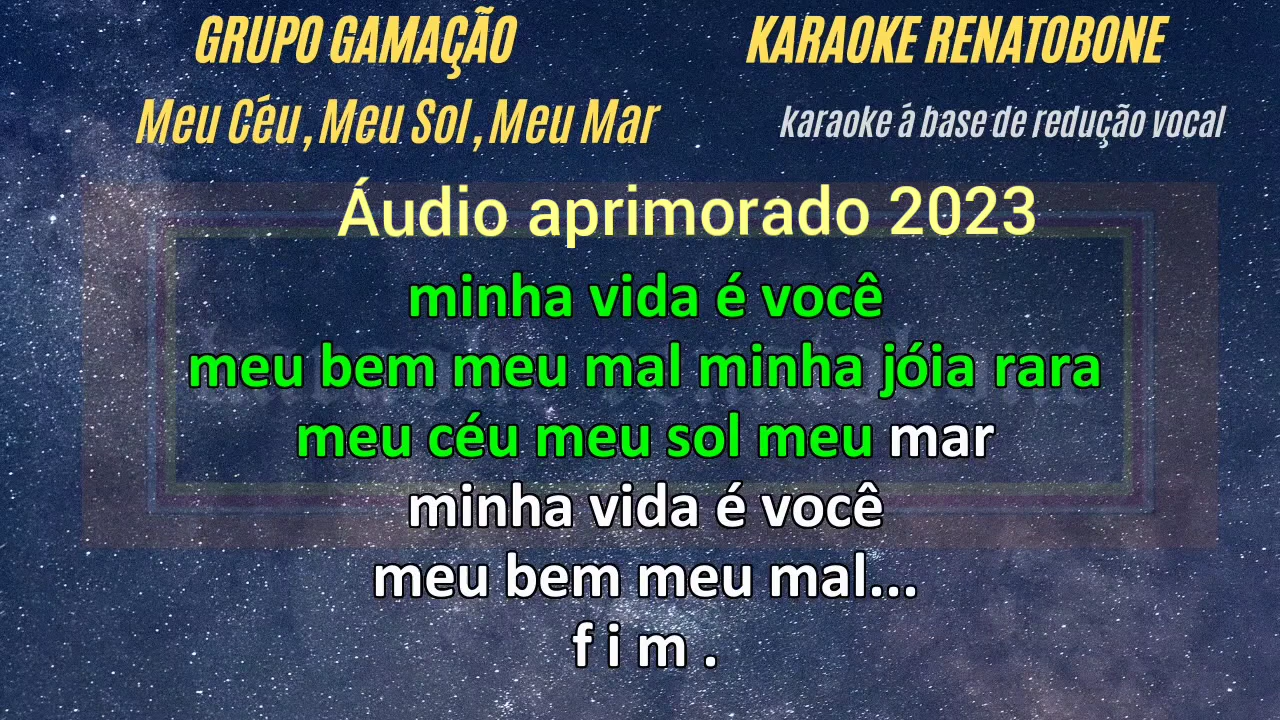 GRUPO GAMAÇÃO
KARAOKE RENATOBONE
Meu Céu , Meu Sol , Meu Mar
karaoke á base de redução vocal
Áudio aprimorado 2023
minha vida é você
meu bem meu mal minha jóia rara
meu céu meu sol meu mar
minha vida é você
meu bem meu mal...
f i m .